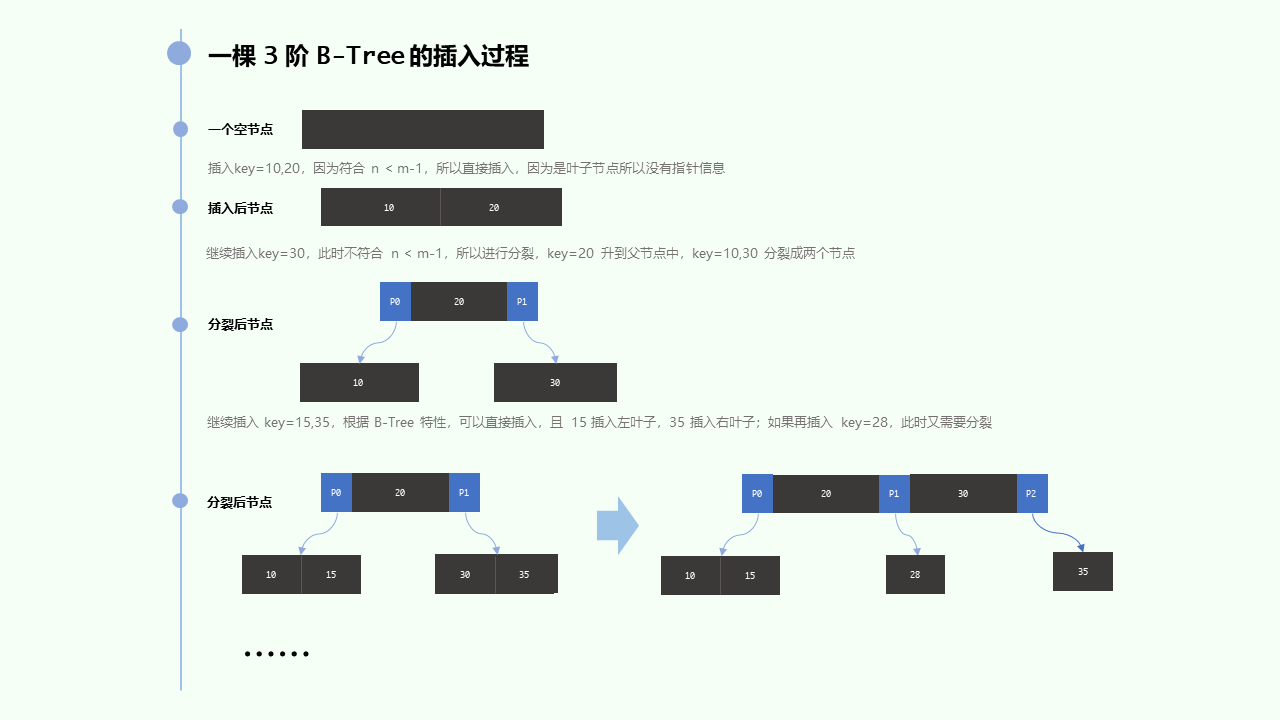 一棵 3 阶 B-Tree的插入过程
一个空节点
插入key=10,20，因为符合 n < m-1，所以直接插入，因为是叶子节点所以没有指针信息
插入后节点
10 20
继续插入key=30，此时不符合 n < m-1，所以进行分裂，key=20 升到父节点中，key=10,30 分裂成两个节点
P0 20 P1
分裂后节点
10 30
继续插入 key=15,35，根据 B-Tree 特性，可以直接插入，且 15 插入左叶子，35 插入右叶子；如果再插入 key=28，此时又需要分裂
分裂后节点
P0 20 P1
10 15 30 35
P0 20 P1 30 P2
10 15 28 35
……